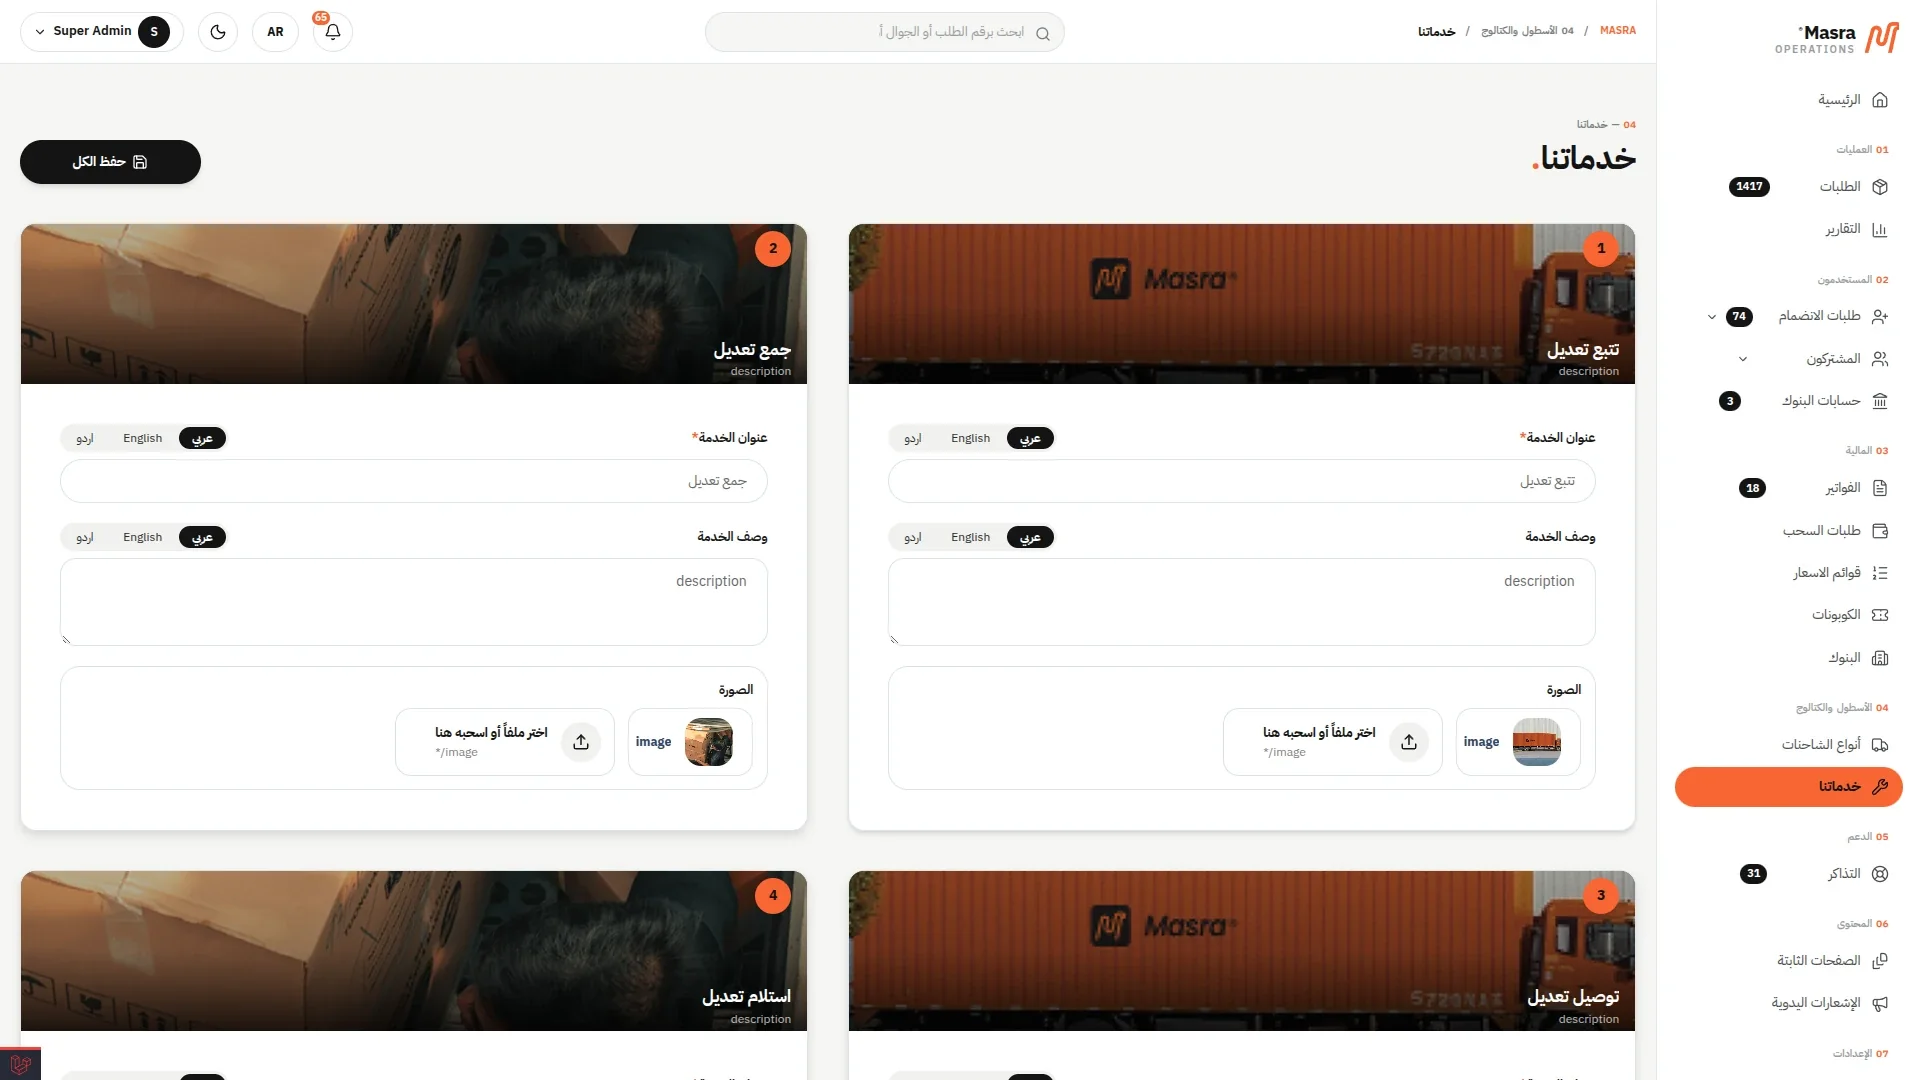 Masra®
OPERATIONS
الرئيسية
01 العمليات
الطلبات
1417
التقارير
02 المستخدمون
طلبات الانضمام
74
المشتركون
حسابات البنوك
3
03 المالية
الفواتير
18
طلبات السحب
قوائم الاسعار
الكوبونات
البنوك
04 الأسطول والكتالوج
أنواع الشاحنات
خدماتنا
05 الدعم
التذاكر
31
06 المحتوى
الصفحات الثابتة
الإشعارات اليدوية
07 الإعدادات
MASRA / 04 الأسطول والكتالوج / خدماتنا
ابحث برقم الطلب أو الجوال أ
65
AR
S
Super Admin
04 — خدماتنا
خدماتنا.
حفظ الكل
1
Masra®
تتبع تعديل
description
عنوان الخدمة*
عربي English اردو
تتبع تعديل
وصف الخدمة
عربي English اردو
description
الصورة
image
اختر ملفاً أو اسحبه هنا
image/*
2
جمع تعديل
description
عنوان الخدمة*
عربي English اردو
جمع تعديل
وصف الخدمة
عربي English اردو
description
الصورة
image
اختر ملفاً أو اسحبه هنا
image/*
3
Masra®
توصيل تعديل
description
4
استلام تعديل
description